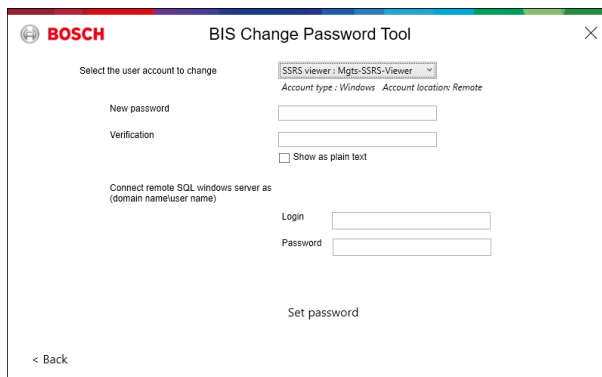 BOSCH
BIS Change Password Tool
Select the user account to change
SSRS viewer : Mgts-SSRS-Viewer
Account type : Windows Account location: Remote
New password
Verification
Show as plain text
Connect remote SQL windows server as
(domain name\user name)
Login
Password
Set password
< Back